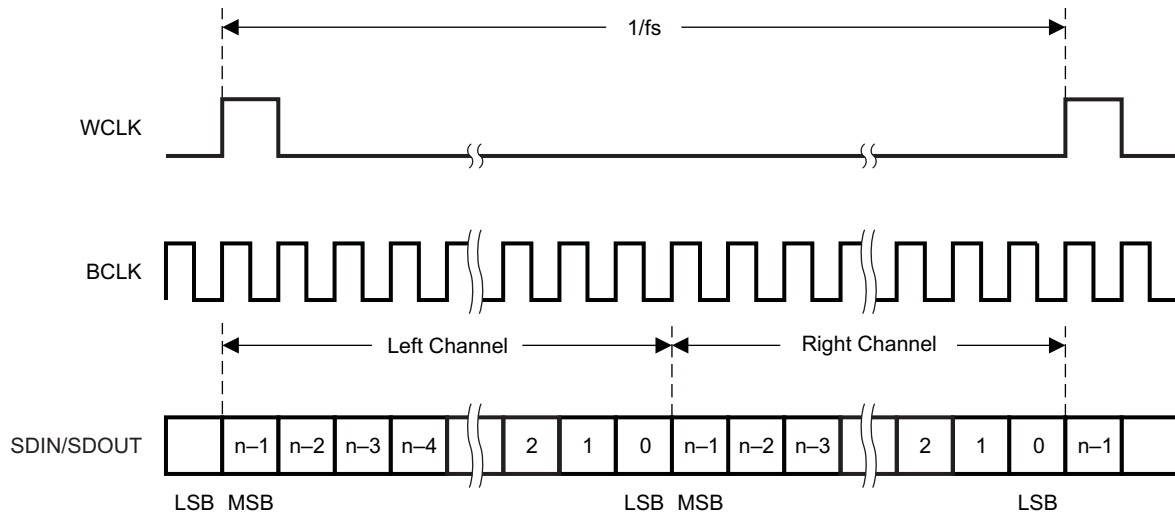 1/fs
WCLK
BCLK
Left Channel
Right Channel
SDIN/SDOUT
n–1 n–2 n–3 n–4 2 1 0 n–1 n–2 n–3 2 1 0 n–1
LSB MSB LSB MSB LSB